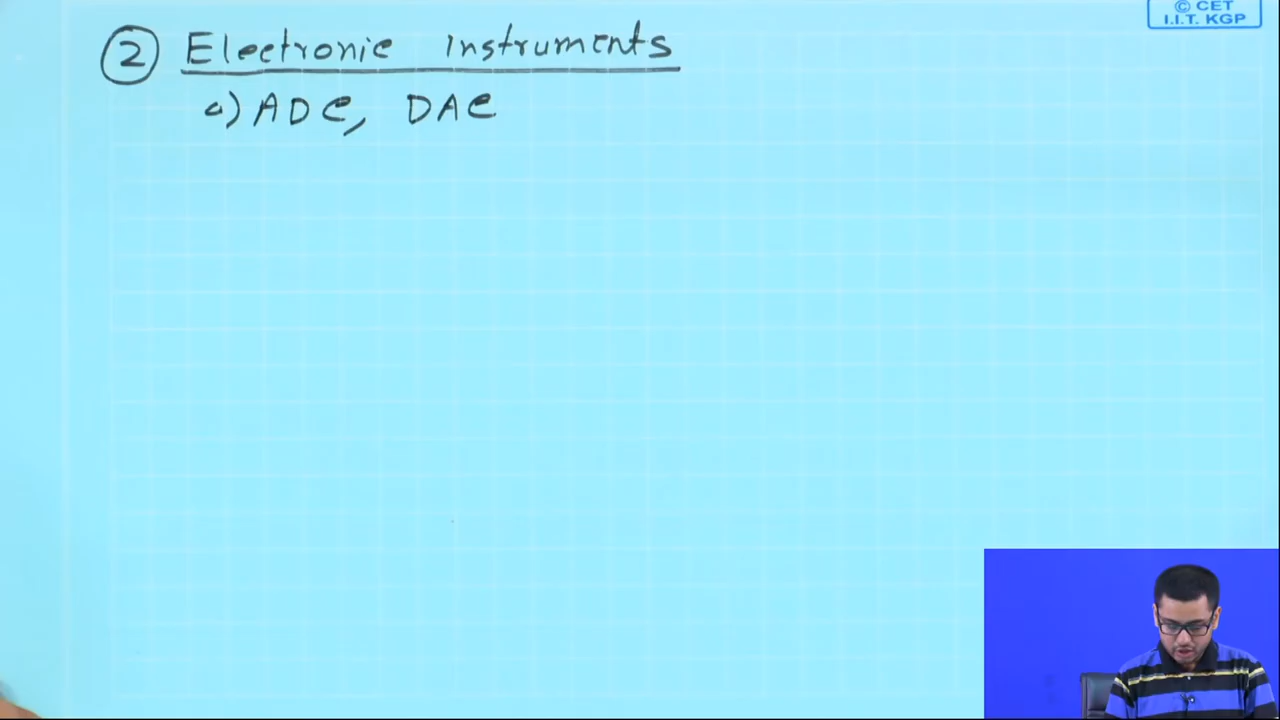 © CET
I.I.T. KGP
② Electronic Instruments
a) ADC, DAC